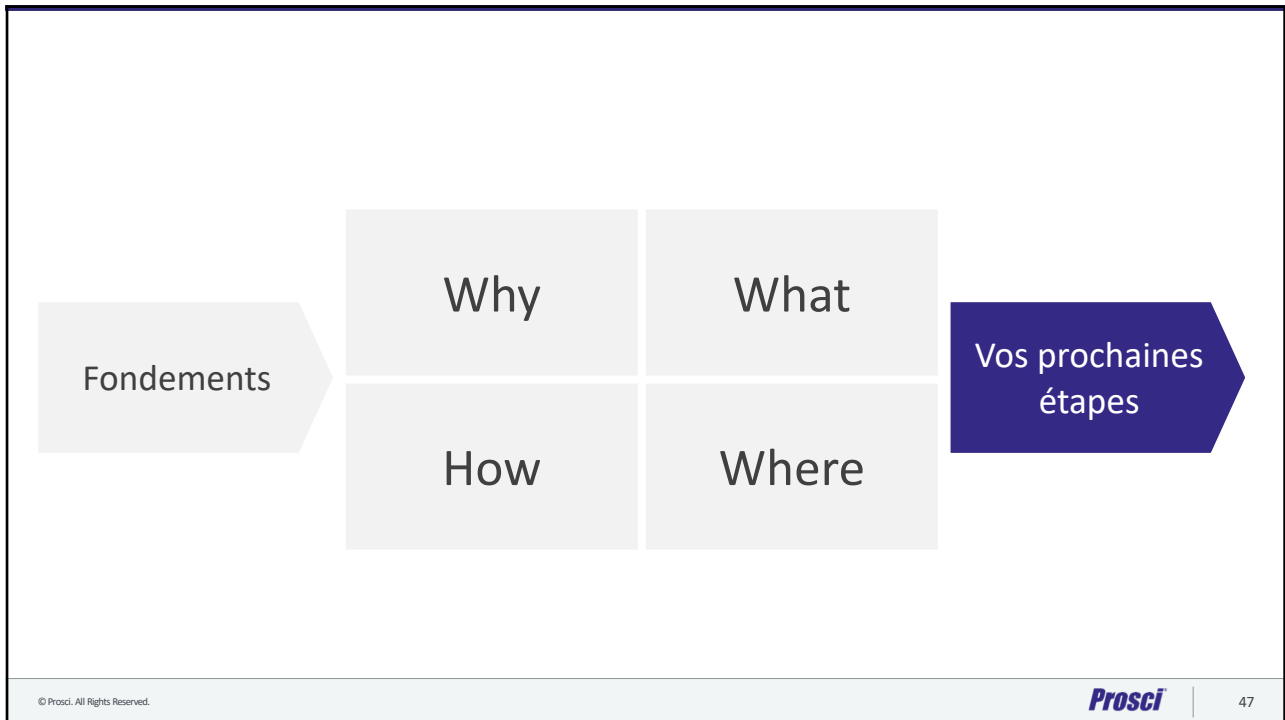 Why
What
Fondements
Vos prochaines
étapes
How
Where
© Prosci. All Rights Reserved.
Prosci
47